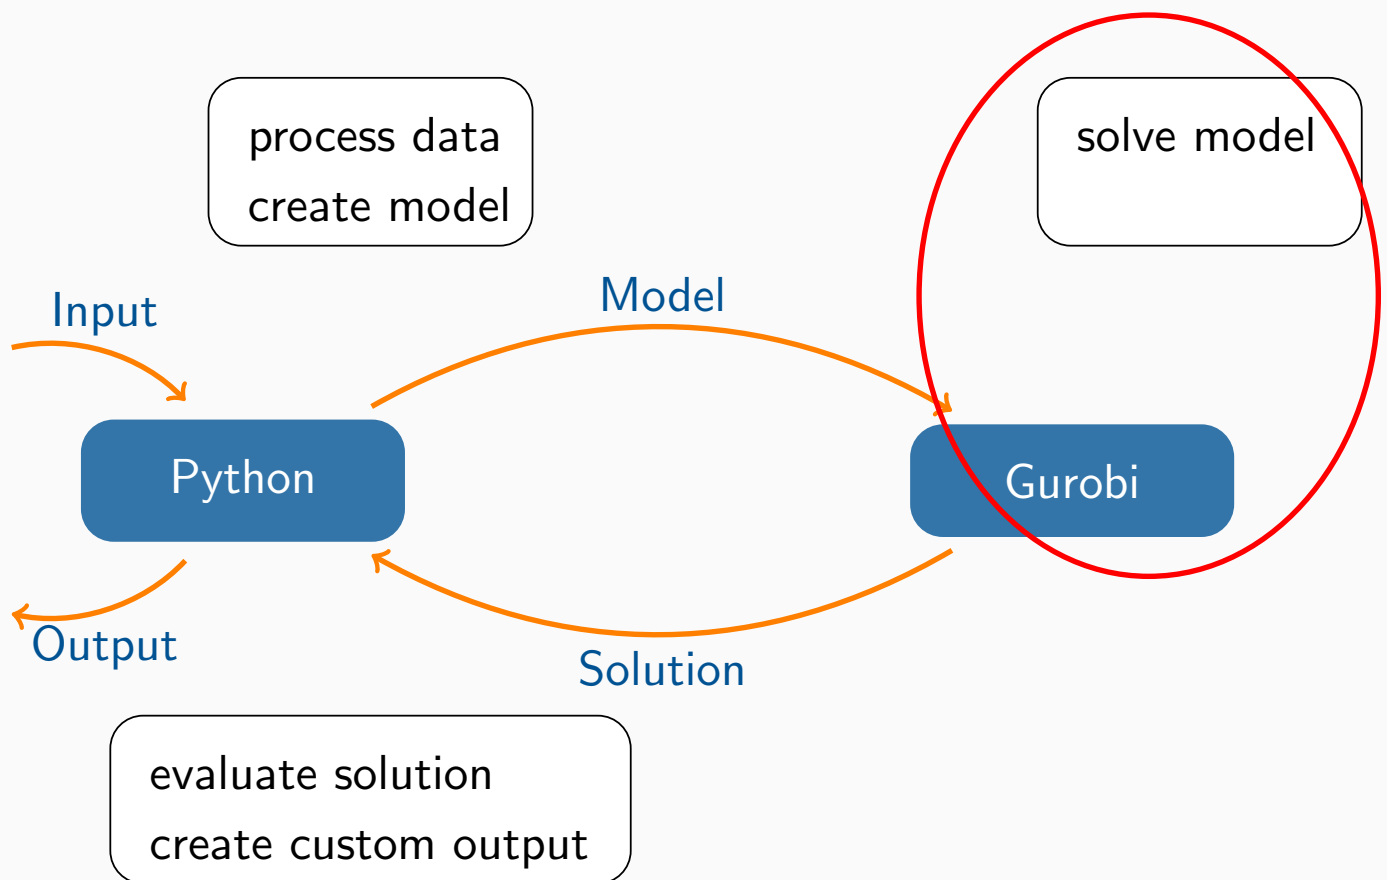 process data
create model
solve model
Input
Model
Python
Gurobi
Output
Solution
evaluate solution
create custom output